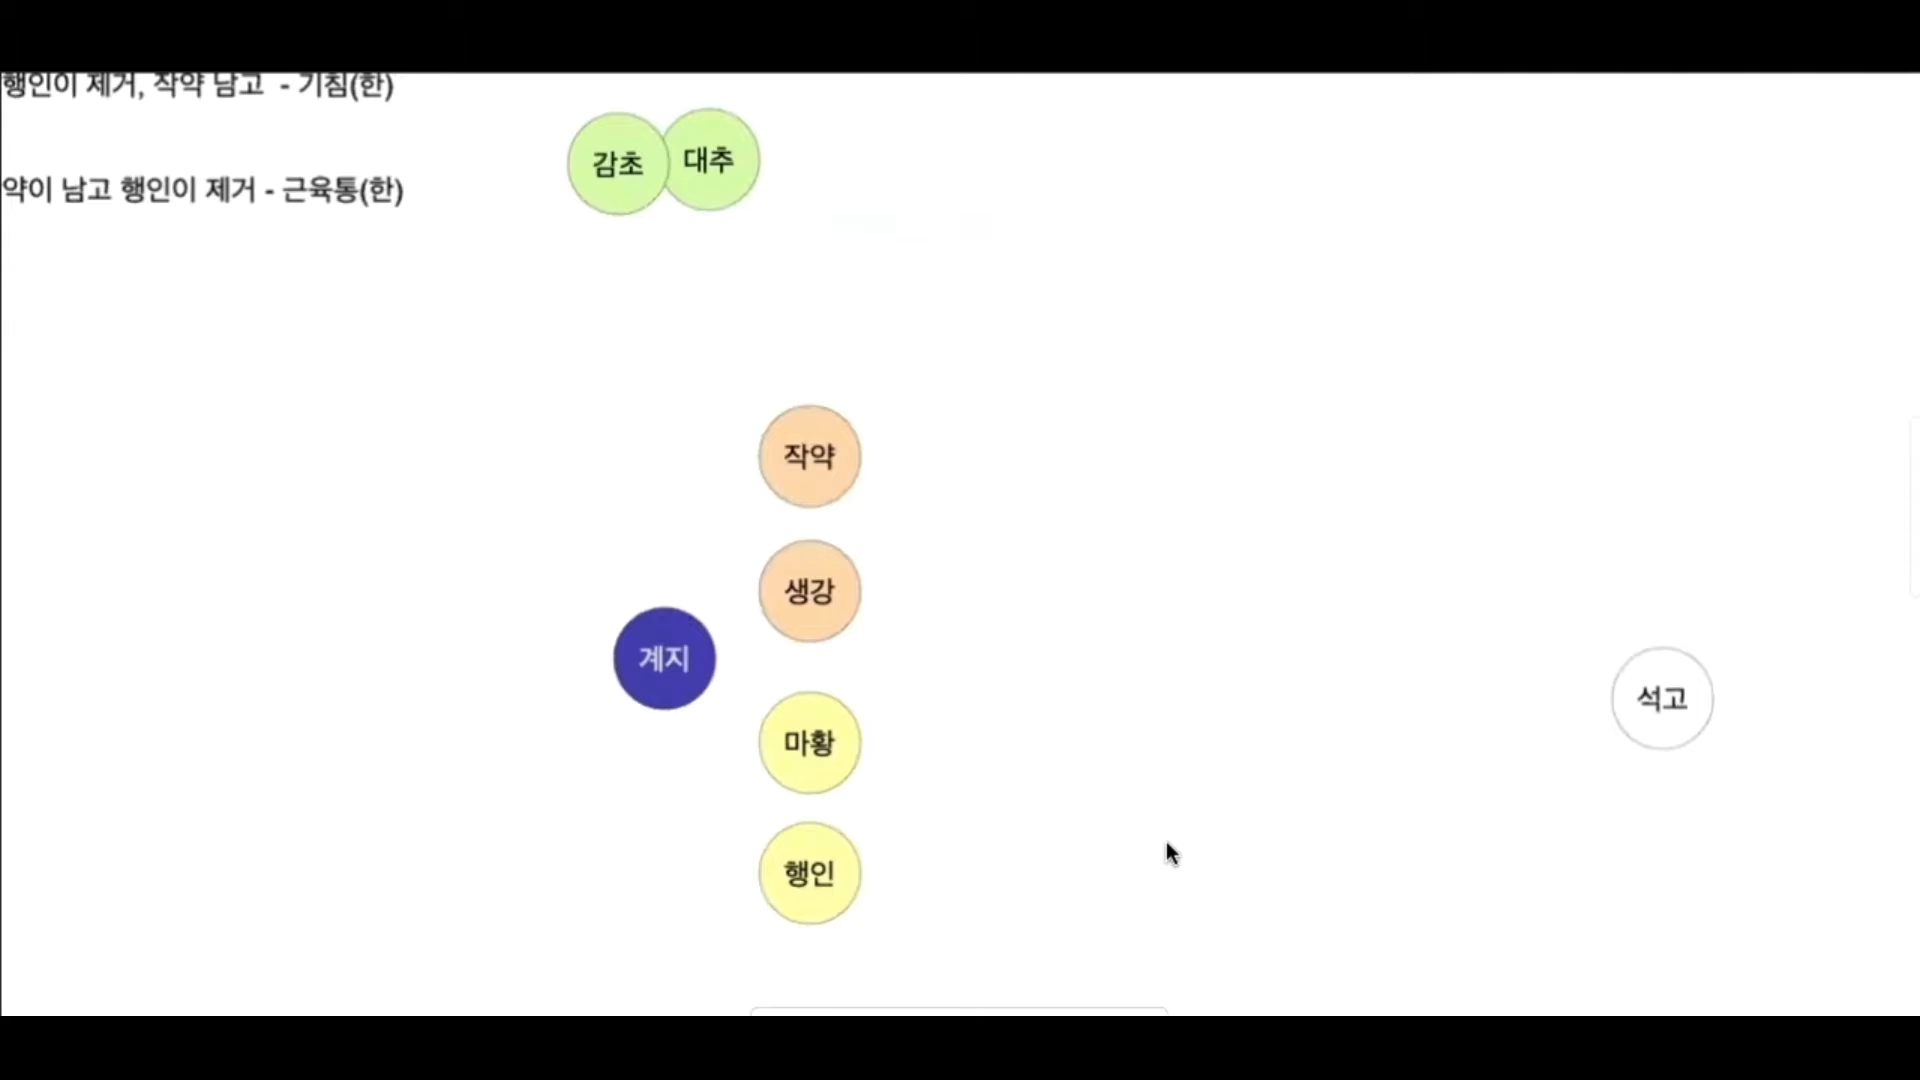 행인이 제거, 작약 남고 - 기침(한)
약이 남고 행인이 제거 - 근육통(한)
감초
대추
작약
생강
계지
마황
행인
석고